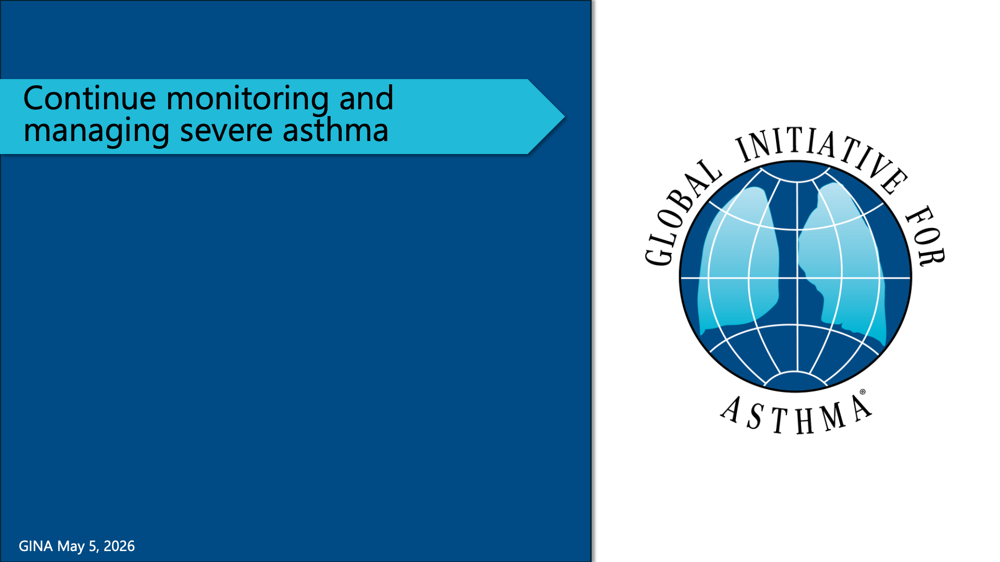 Continue monitoring and
managing severe asthma
GLOBAL INITIATIVE FOR
ASTHMA®
GINA May 5, 2026